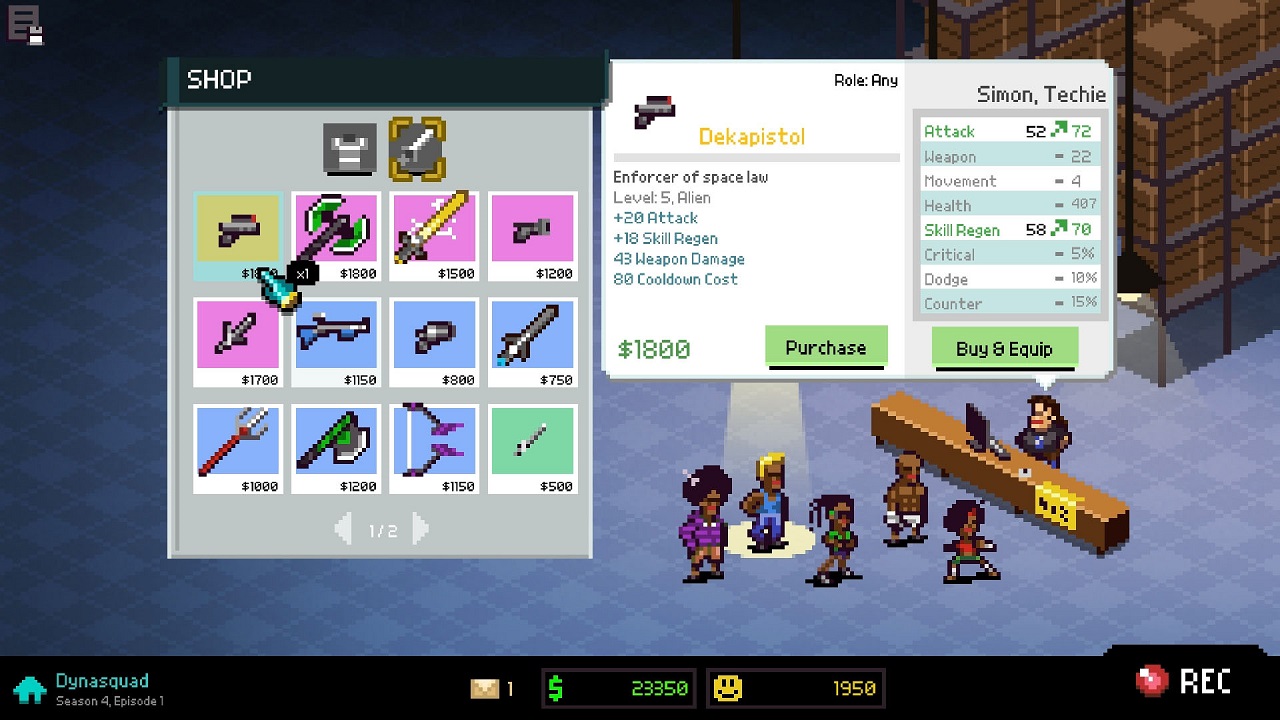 SHOP
$1800
$1500
$1200
x1
$1700
$1150
$800
$750
$1000
$1200
$1150
$500
1/2
Role: Any
Dekapistol
Enforcer of space law
Level: 5, Alien
+20 Attack
+18 Skill Regen
43 Weapon Damage
80 Cooldown Cost
$1800
Purchase
Simon, Techie
Attack 52 72
Weapon - 22
Movement - 4
Health - 407
Skill Regen 58 70
Critical - 5%
Dodge - 10%
Counter - 15%
Buy & Equip
Dynasquad
Season 4, Episode 1
1
$ 23350
1950
REC